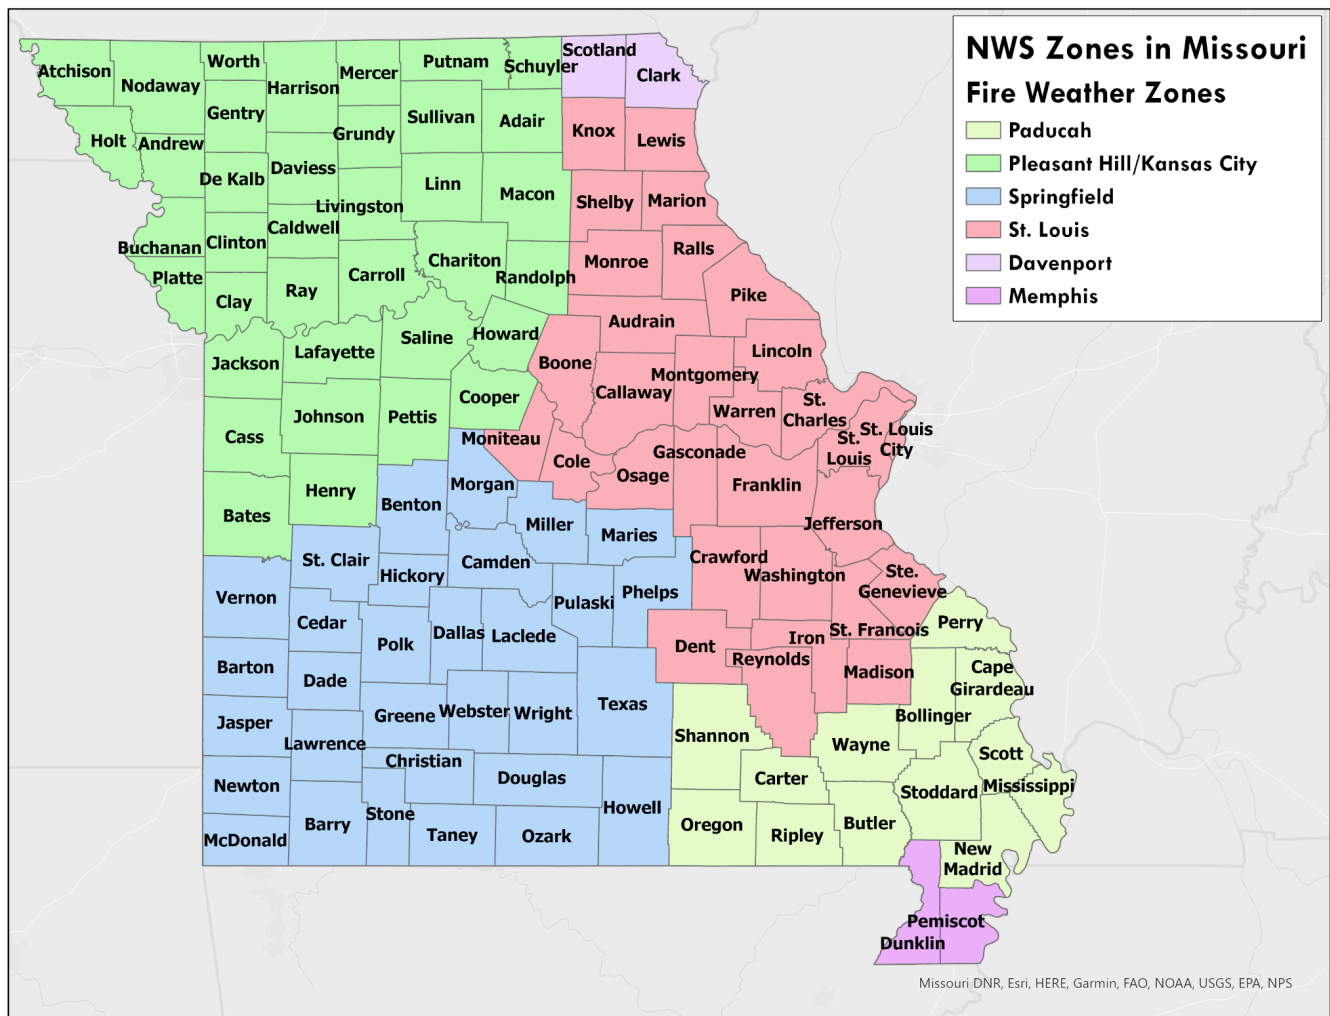 NWS Zones in Missouri
Fire Weather Zones
Paducah
Pleasant Hill/Kansas City
Springfield
St. Louis
Davenport
Memphis
Atchison
Nodaway
Worth
Harrison
Mercer
Putnam
Schuyler
Scotland
Clark
Holt
Andrew
Gentry
Grundy
Sullivan
Adair
Knox
Lewis
De Kalb
Daviess
Linn
Macon
Shelby
Marion
Livingston
Buchanan
Clinton
Caldwell
Carroll
Chariton
Randolph
Monroe
Ralls
Platte
Clay
Ray
Pike
Jackson
Lafayette
Saline
Howard
Audrain
Lincoln
Boone
Callaway
Montgomery
Warren
St.
Charles
St.
Louis
St. Louis
City
Cass
Johnson
Pettis
Cooper
Moniteau
Cole
Osage
Gasconade
Franklin
Jefferson
Bates
Henry
Benton
Morgan
Miller
Maries
Crawford
Washington
Ste.
Genevieve
Vernon
St. Clair
Hickory
Camden
Pulaski
Phelps
St. Francois
Perry
Cedar
Polk
Dallas
Laclede
Dent
Iron
Reynolds
Madison
Cape
Girardeau
Bollinger
Barton
Dade
Greene
Webster
Wright
Texas
Shannon
Wayne
Scott
Mississippi
Jasper
Lawrence
Christian
Douglas
Howell
Carter
Stoddard
Newton
McDonald
Barry
Stone
Taney
Ozark
Oregon
Ripley
Butler
New
Madrid
Pemiscot
Dunklin
Missouri DNR, Esri, HERE, Garmin, FAO, NOAA, USGS, EPA, NPS